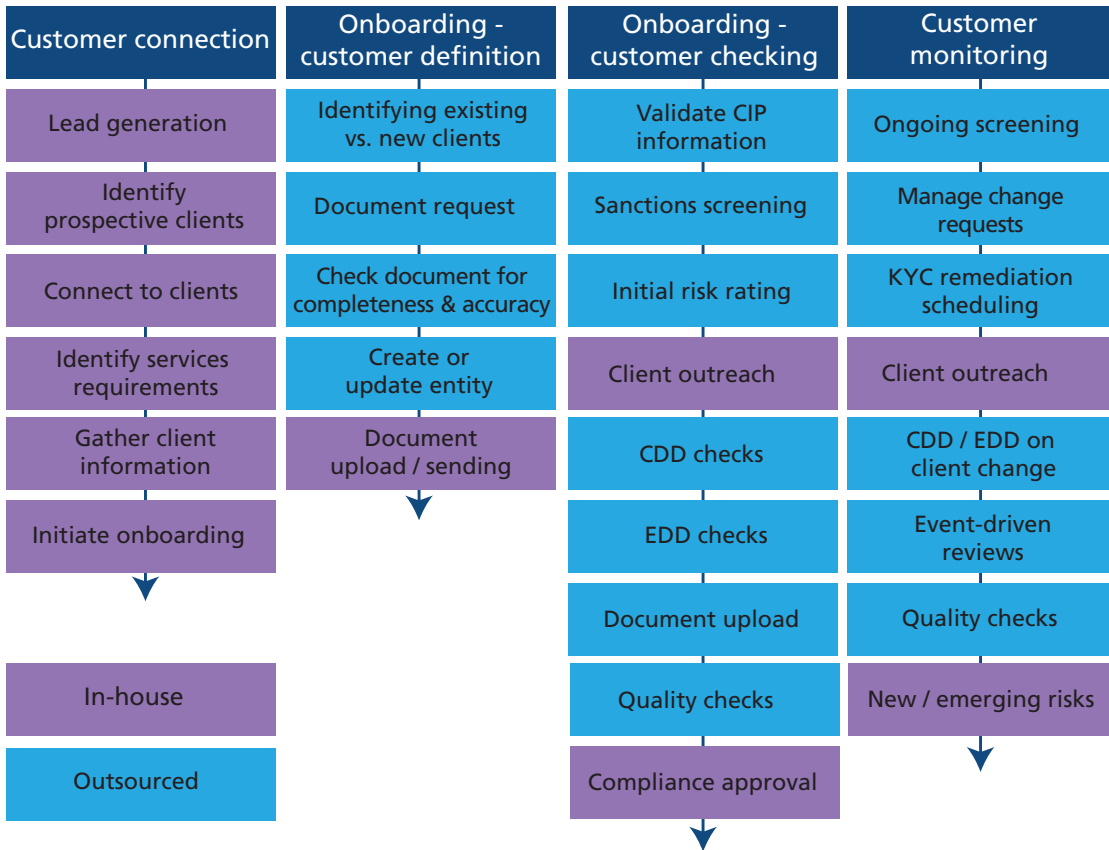 Customer connection
Lead generation
Identify
prospective clients
Connect to clients
Identify services
requirements
Gather client
information
Initiate onboarding
In-house
Outsourced
Onboarding -
customer definition
Identifying existing
vs. new clients
Document request
Check document for
completeness & accuracy
Create or
update entity
Document
upload / sending
Onboarding -
customer checking
Validate CIP
information
Sanctions screening
Initial risk rating
Client outreach
CDD checks
EDD checks
Document upload
Quality checks
Compliance approval
Customer
monitoring
Ongoing screening
Manage change
requests
KYC remediation
scheduling
Client outreach
CDD / EDD on
client change
Event-driven
reviews
Quality checks
New / emerging risks